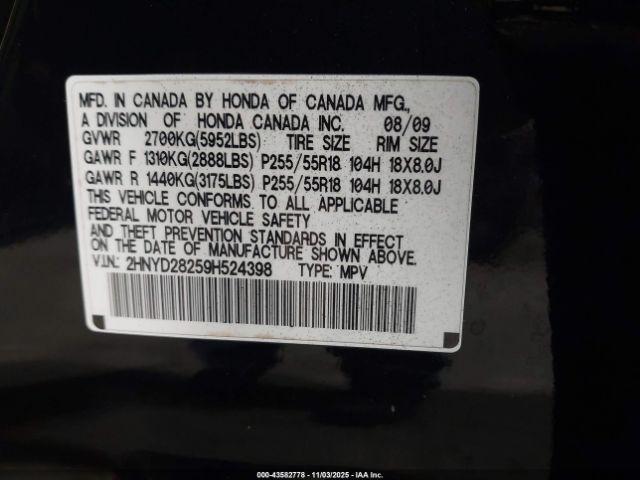 MFD. IN CANADA BY HONDA OF CANADA MFG.,
A DIVISION OF HONDA CANADA INC. 08/09
GVWR 2700KG(5952LBS) TIRE SIZE RIM SIZE
GAWR F 1310KG(2888LBS) P255/55R18 104H 18X8.0J
GAWR R 1440KG(3175LBS) P255/55R18 104H 18X8.0J
THIS VEHICLE CONFORMS TO ALL APPLICABLE
FEDERAL MOTOR VEHICLE SAFETY
AND THEFT PREVENTION STANDARDS IN EFFECT
ON THE DATE OF MANUFACTURE SHOWN ABOVE.
V.I.N.: 2HNYD28259H524398 TYPE: MPV
000-43582778 - 11/03/2025 - IAA Inc.